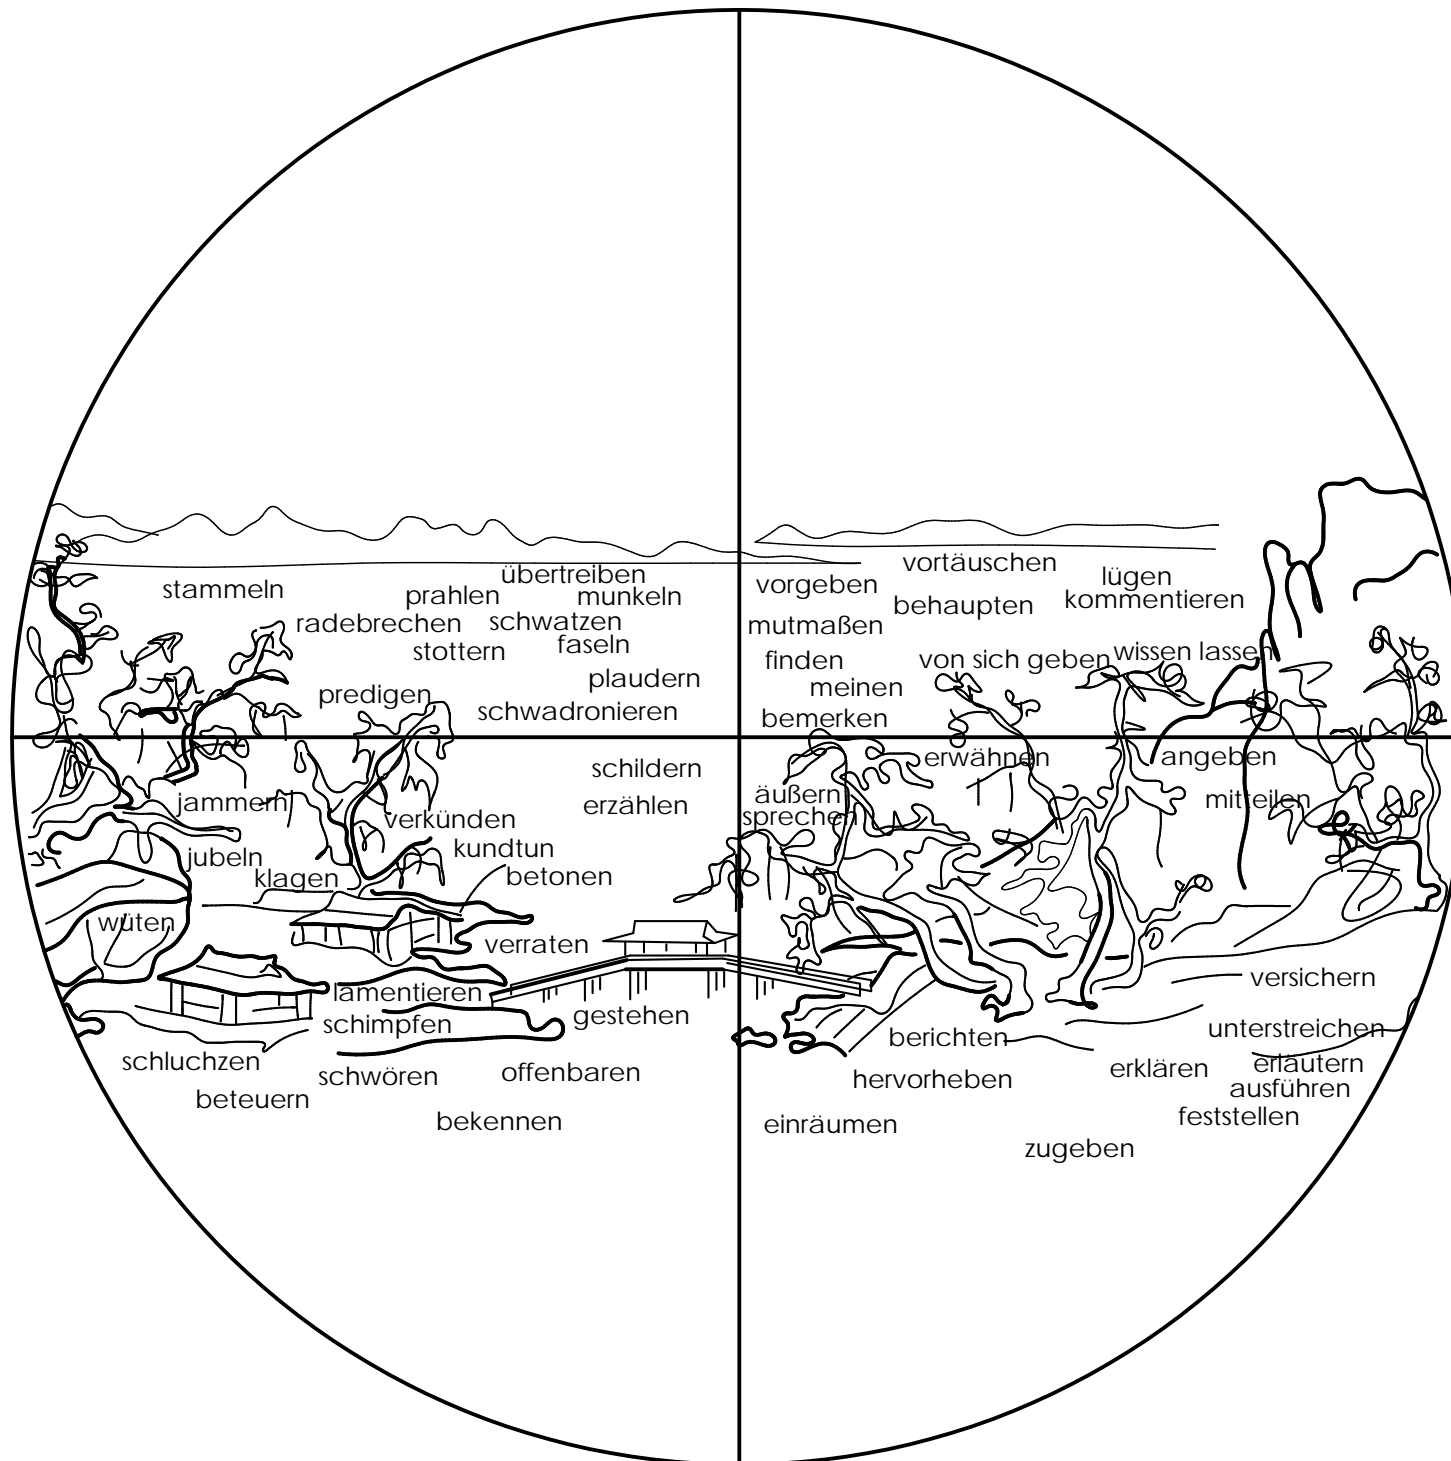 vortäuschen
übertreiben
lügen
vorgeben
stammeln
prahlen
munkeln
kommentieren
behaupten
radebrechen
schwatzen
mutmaßen
stottern
faseln
finden
von sich geben
wissen lassen
plaudern
meinen
predigen
schwadronieren
bemerken
erwähnen
angeben
schildern
äußern
mitteilen
jammern
erzählen
sprechen
verkünden
kundtun
jubeln
klagen
betonen
wüten
verraten
versichern
lamentieren
gestehen
schimpfen
unterstreichen
berichten
schluchzen
erläutern
erklären
offenbaren
schwören
hervorheben
ausführen
beteuern
feststellen
bekennen
einräumen
zugeben